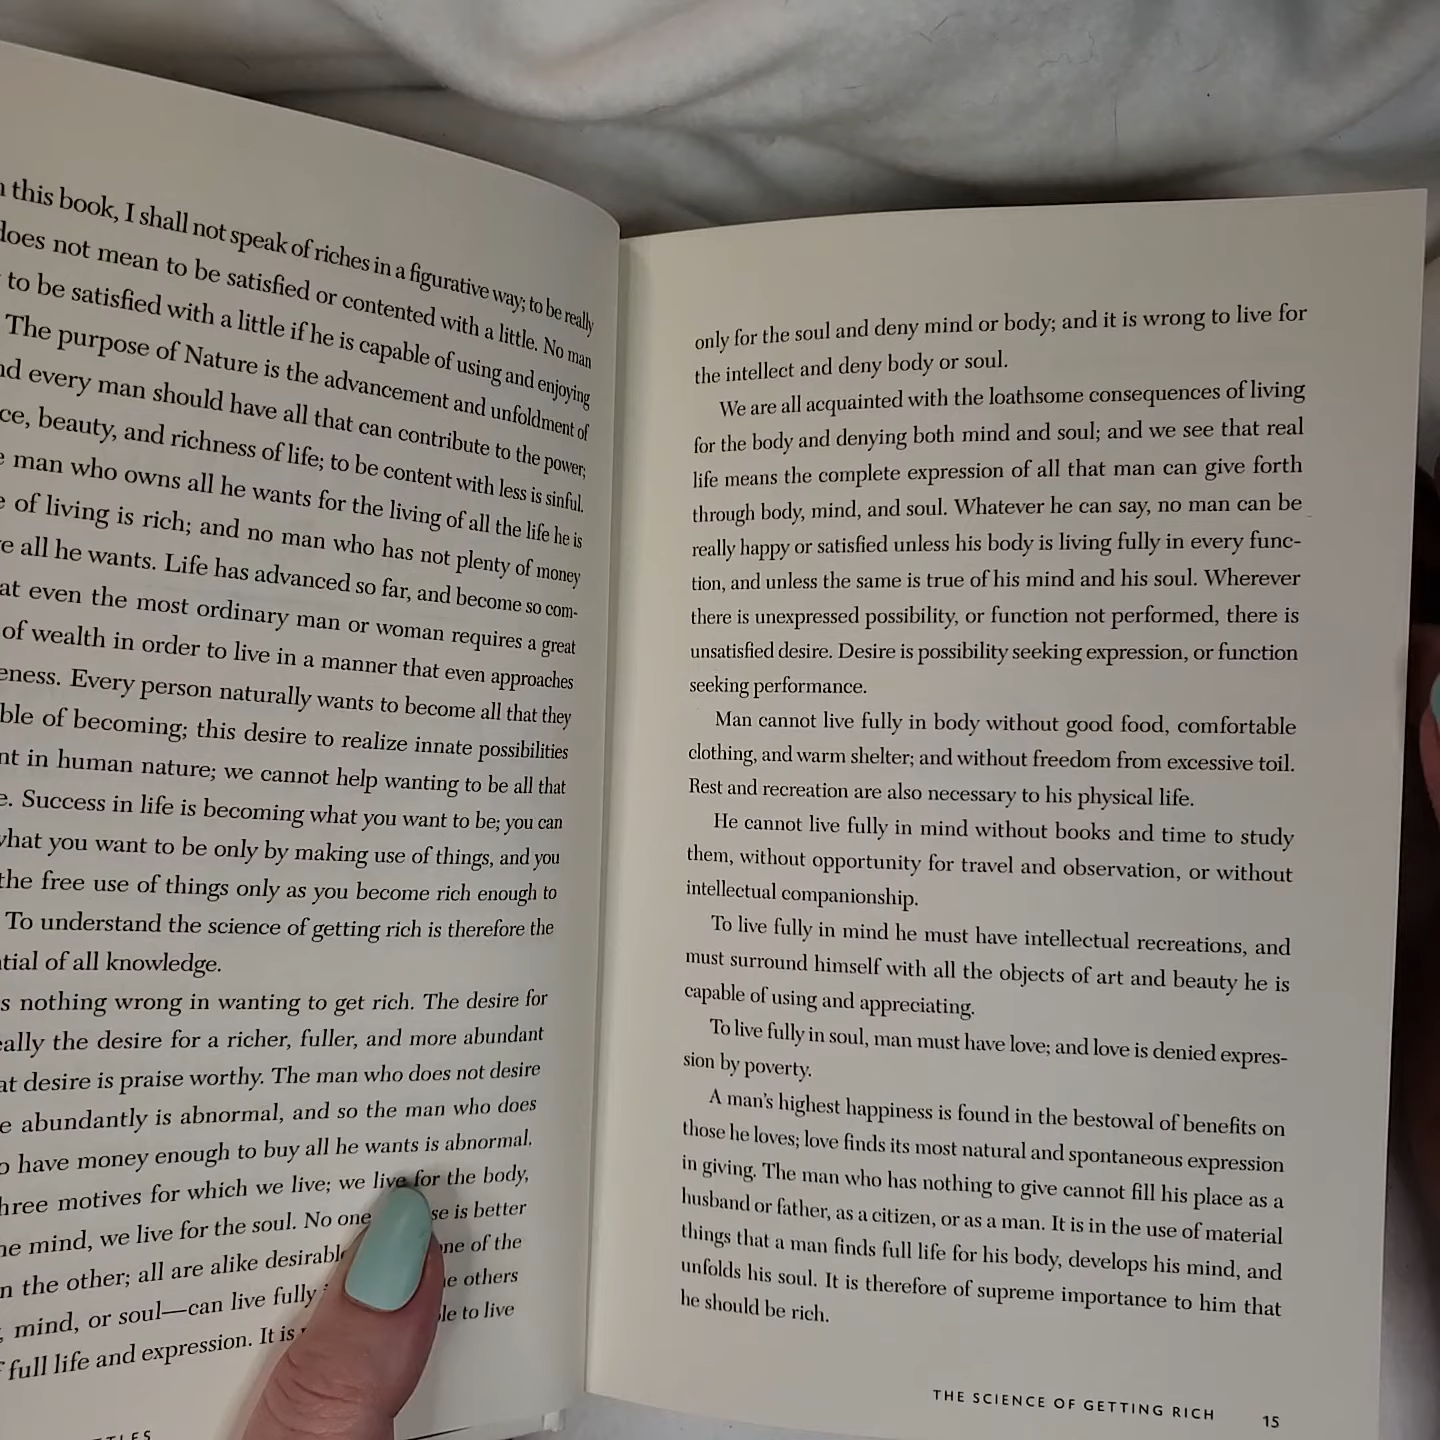 this book, I shall not speak of riches in a figurative way; to be really
does not mean to be satisfied or contented with a little. No man
to be satisfied with a little if he is capable of using and enjoying
The purpose of Nature is the advancement and unfoldment of
every man should have all that can contribute to the power,
beauty, and richness of life; to be content with less is sinful.
man who owns all he wants for the living of all the life he is
of living is rich; and no man who has not plenty of money
all he wants. Life has advanced so far, and become so com-
even the most ordinary man or woman requires a great
of wealth in order to live in a manner that even approaches
Every person naturally wants to become all that they
of becoming; this desire to realize innate possibilities
in human nature; we cannot help wanting to be all that
Success in life is becoming what you want to be; you can
what you want to be only by making use of things, and you
the free use of things only as you become rich enough to
To understand the science of getting rich is therefore the
of all knowledge.
nothing wrong in wanting to get rich. The desire for
the desire for a richer, fuller, and more abundant
desire is praise worthy. The man who does not desire
abundantly is abnormal, and so the man who does
have money enough to buy all he wants is abnormal.
three motives for which we live; we live for the body,
mind, we live for the soul. No one is better
the other; all are alike desirable of the
mind, or soul—can live fully others
full life and expression. It is to live
only for the soul and deny mind or body; and it is wrong to live for
the intellect and deny body or soul.
We are all acquainted with the loathsome consequences of living
for the body and denying both mind and soul; and we see that real
life means the complete expression of all that man can give forth
through body, mind, and soul. Whatever he can say, no man can be
really happy or satisfied unless his body is living fully in every func-
tion, and unless the same is true of his mind and his soul. Wherever
there is unexpressed possibility, or function not performed, there is
unsatisfied desire. Desire is possibility seeking expression, or function
seeking performance.
Man cannot live fully in body without good food, comfortable
clothing, and warm shelter; and without freedom from excessive toil.
Rest and recreation are also necessary to his physical life.
He cannot live fully in mind without books and time to study
them, without opportunity for travel and observation, or without
intellectual companionship.
To live fully in mind he must have intellectual recreations, and
must surround himself with all the objects of art and beauty he is
capable of using and appreciating.
To live fully in soul, man must have love; and love is denied expres-
sion by poverty.
A man's highest happiness is found in the bestowal of benefits on
those he loves; love finds its most natural and spontaneous expression
in giving. The man who has nothing to give cannot fill his place as a
husband or father, as a citizen, or as a man. It is in the use of material
things that a man finds full life for his body, develops his mind, and
unfolds his soul. It is therefore of supreme importance to him that
he should be rich.
THE SCIENCE OF GETTING RICH 15